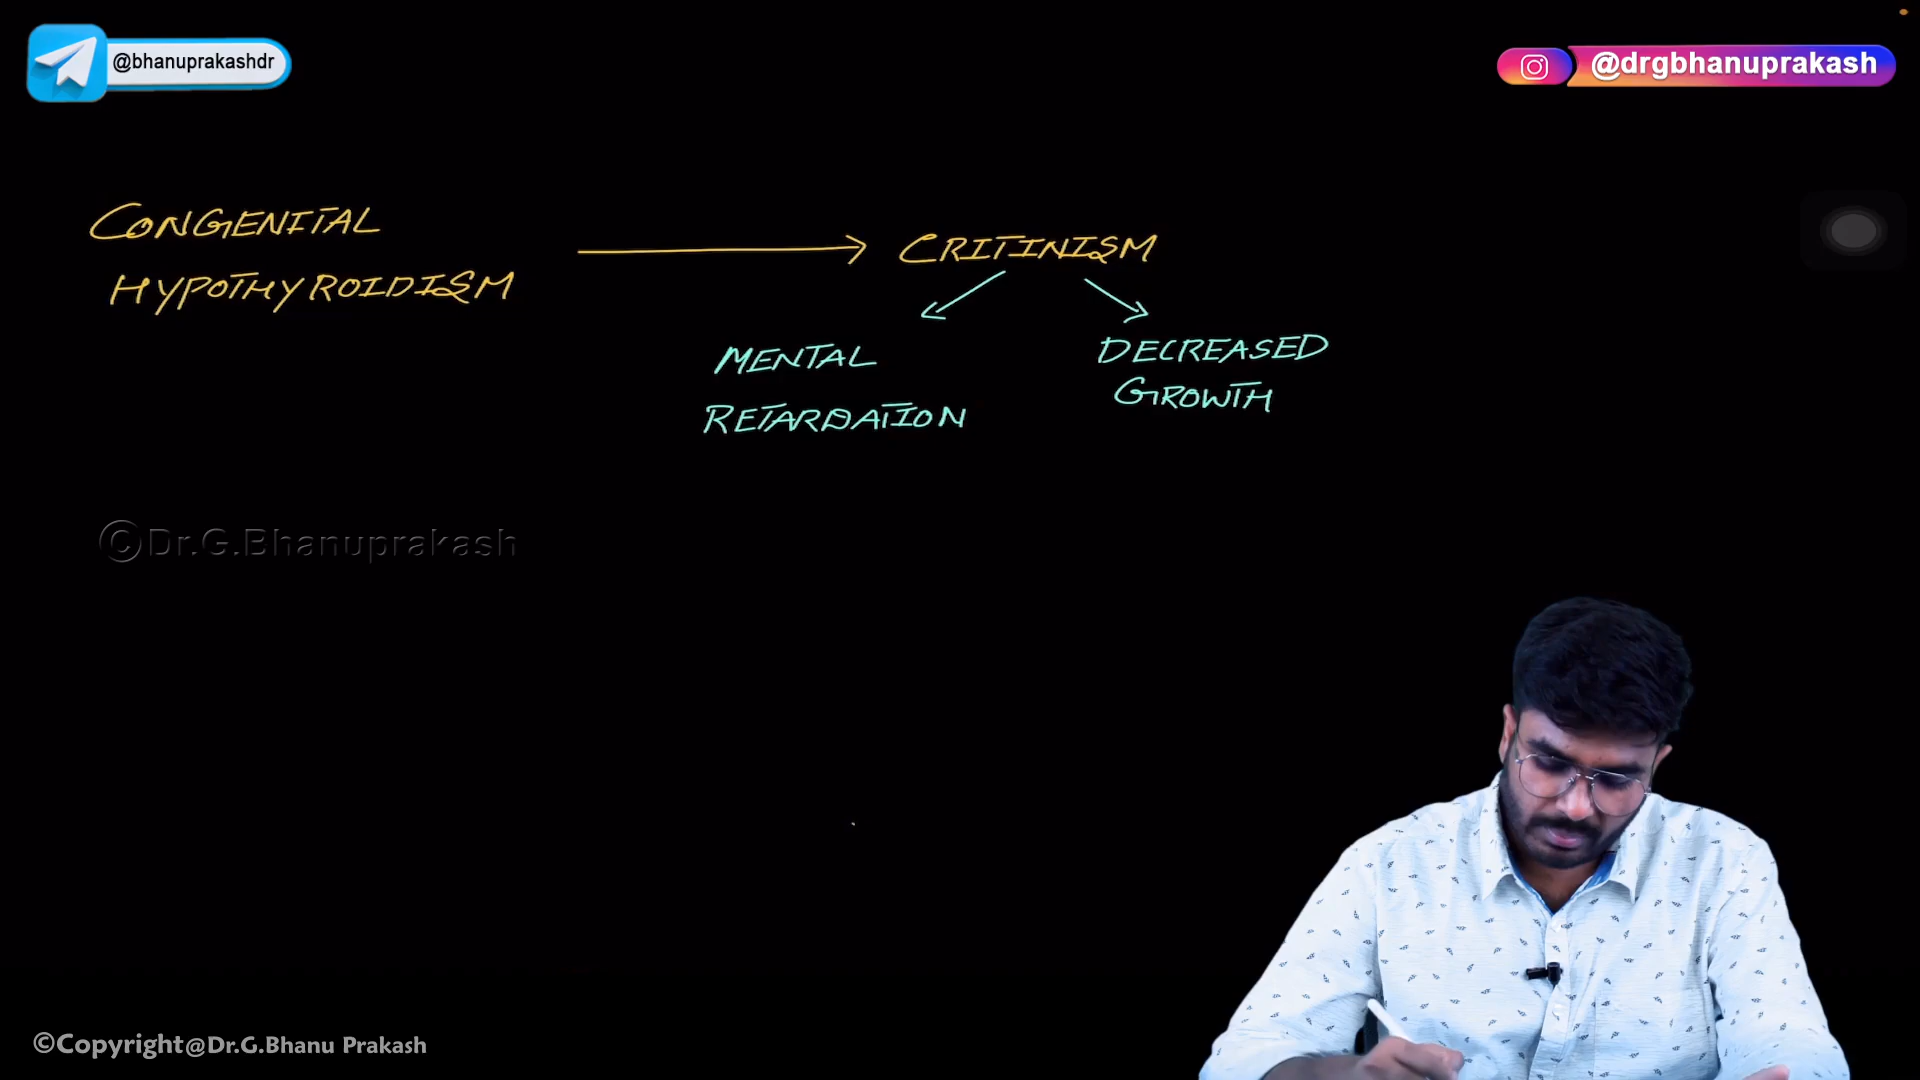 @bhanuprakashdr
@drgbhanuprakash
CONGENITAL
HYPOTHYROIDISM
CRITINISM
MENTAL
RETARDATION
DECREASED
GROWTH
©Dr.G.Bhanuprakash
©Copyright@Dr.G.Bhanu Prakash